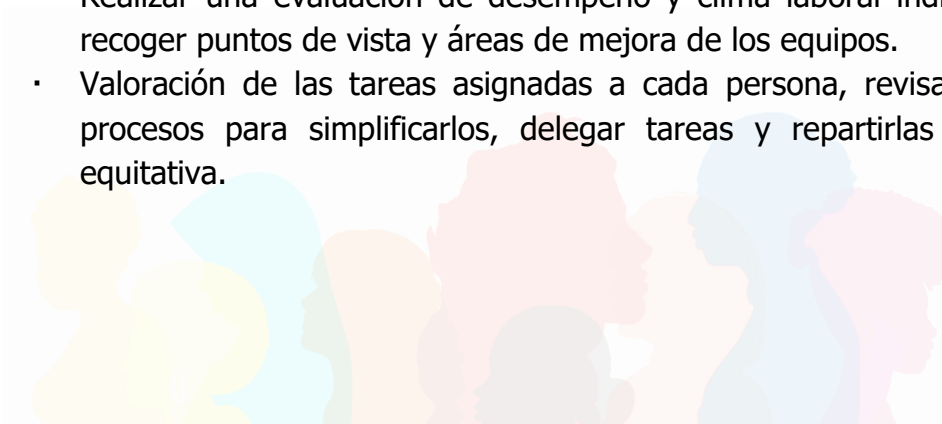 Realizar una evaluación de desempeño y clima laboral
recoger puntos de vista y áreas de mejora de los equipos.
· Valoración de las tareas asignadas a cada persona,
procesos para simplificarlos, delegar tareas y repartirlas
equitativa.